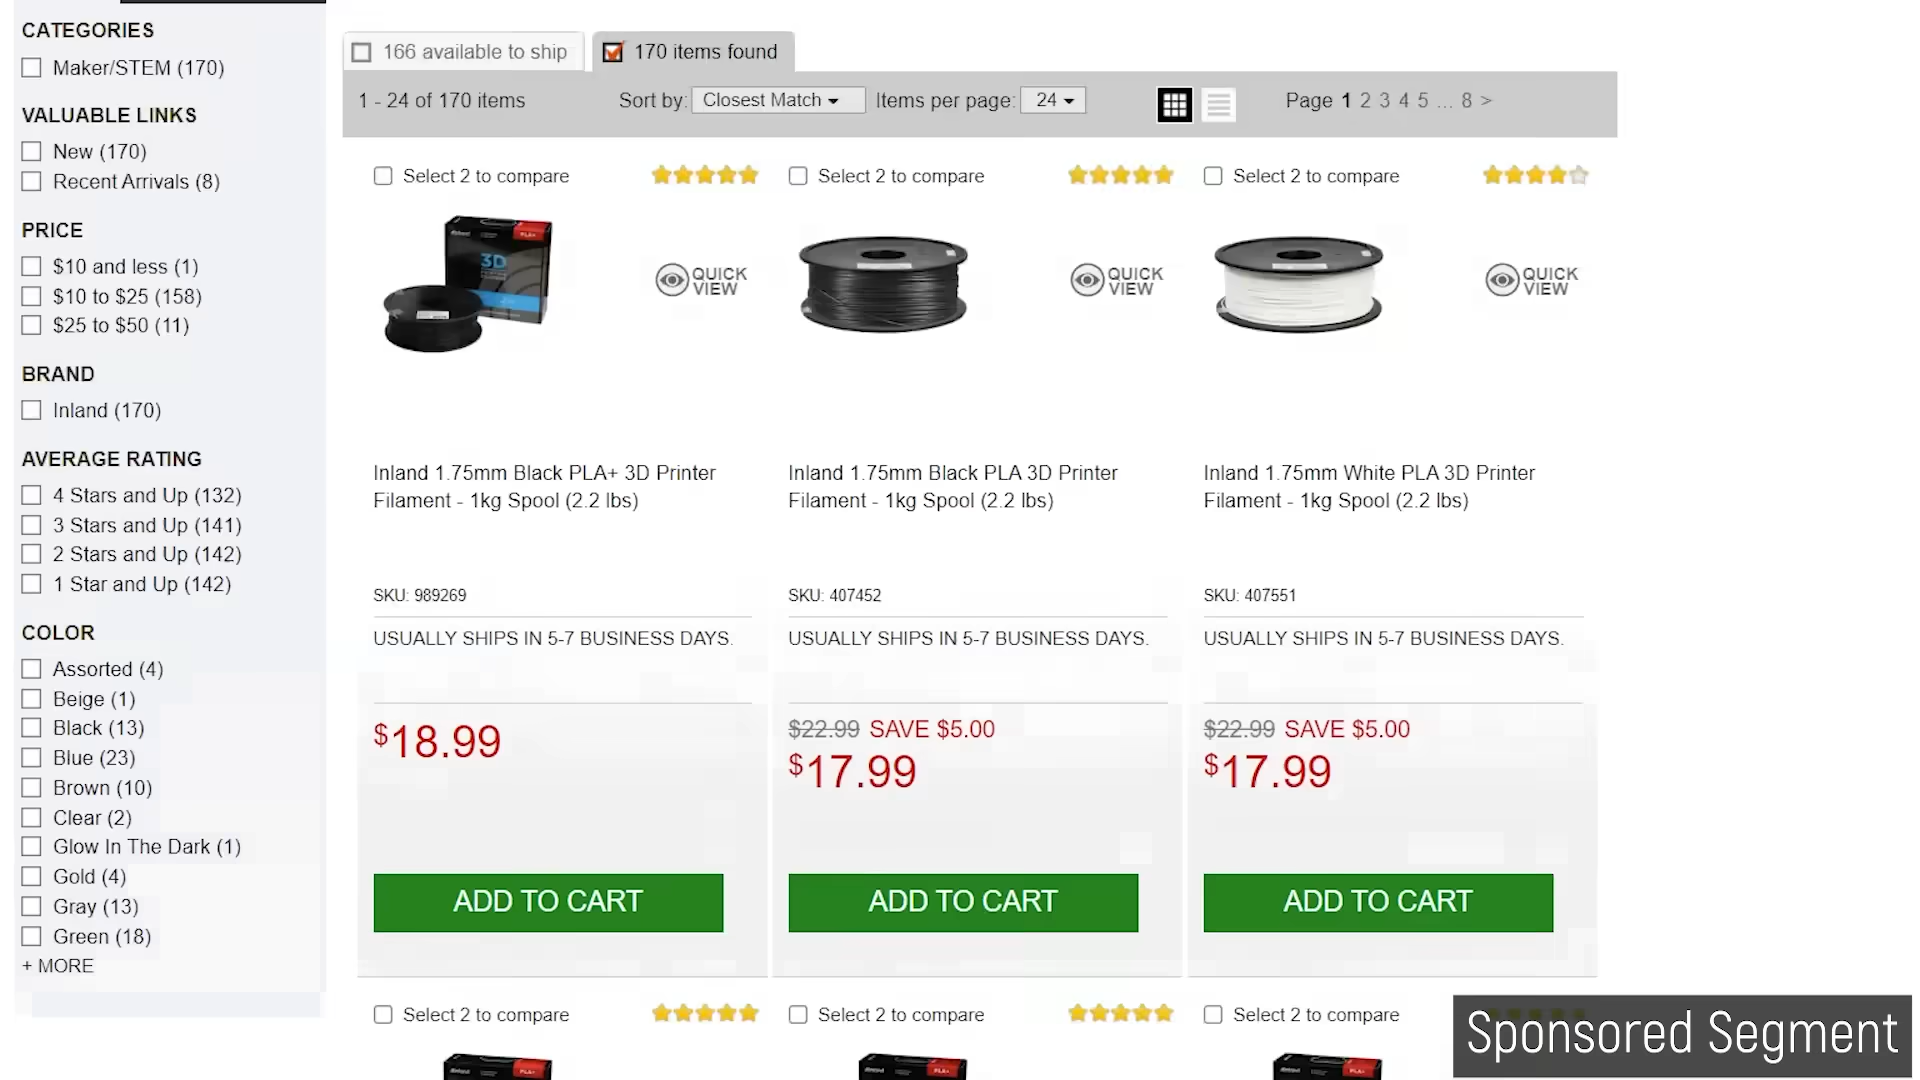 CATEGORIES
Maker/STEM (170)
VALUABLE LINKS
New (170)
Recent Arrivals (8)
PRICE
$10 and less (1)
$10 to $25 (158)
$25 to $50 (11)
BRAND
Inland (170)
AVERAGE RATING
4 Stars and Up (132)
3 Stars and Up (141)
2 Stars and Up (142)
1 Star and Up (142)
COLOR
Assorted (4)
Beige (1)
Black (13)
Blue (23)
Brown (10)
Clear (2)
Glow In The Dark (1)
Gold (4)
Gray (13)
Green (18)
+ MORE
166 available to ship
170 items found
1 - 24 of 170 items
Sort by: Closest Match
Items per page: 24
Page 1 2 3 4 5 ... 8 >
Select 2 to compare
PLA+
3D
QUICK VIEW
Inland 1.75mm Black PLA+ 3D Printer
Filament - 1kg Spool (2.2 lbs)
SKU: 989269
USUALLY SHIPS IN 5-7 BUSINESS DAYS.
$18.99
ADD TO CART
Select 2 to compare
QUICK VIEW
Inland 1.75mm Black PLA 3D Printer
Filament - 1kg Spool (2.2 lbs)
SKU: 407452
USUALLY SHIPS IN 5-7 BUSINESS DAYS.
$22.99 SAVE $5.00
$17.99
ADD TO CART
Select 2 to compare
QUICK VIEW
Inland 1.75mm White PLA 3D Printer
Filament - 1kg Spool (2.2 lbs)
SKU: 407551
USUALLY SHIPS IN 5-7 BUSINESS DAYS.
$22.99 SAVE $5.00
$17.99
ADD TO CART
Select 2 to compare
PLA+
Select 2 to compare
PLA+
Select 2 to compare
PLA+
Sponsored Segment